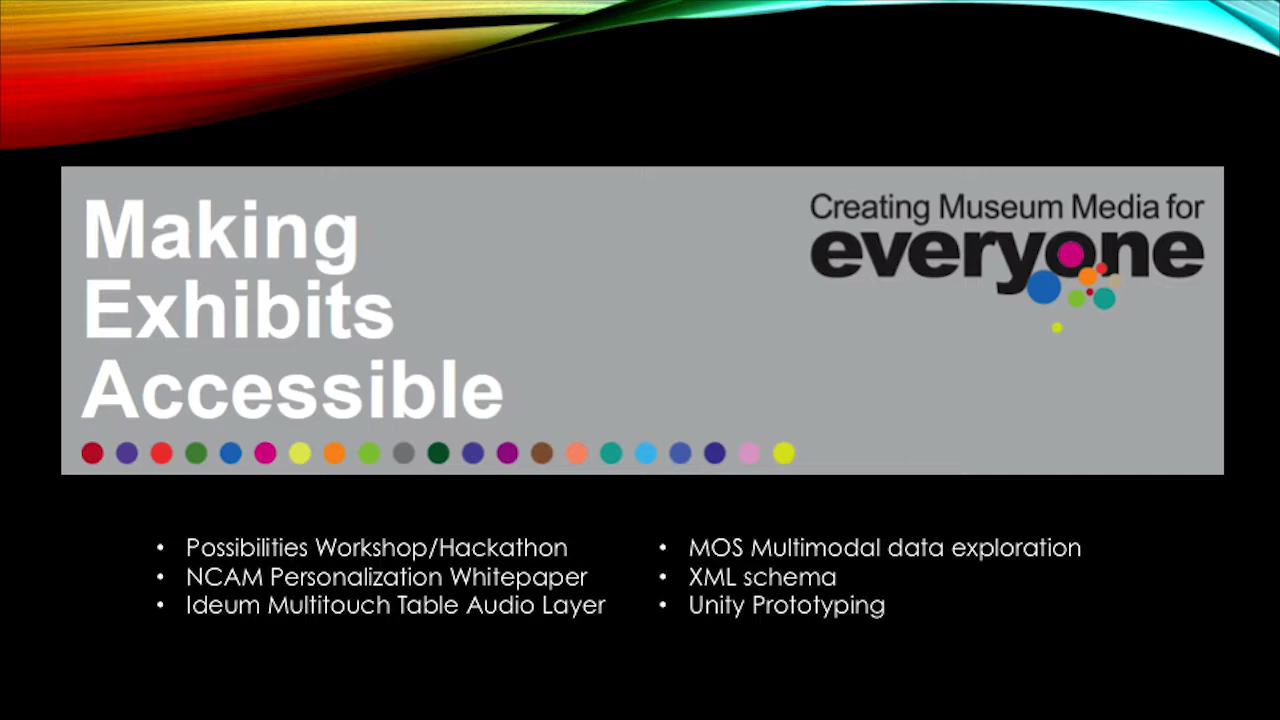 Making
Exhibits
Accessible
Creating Museum Media for
everyone
• Possibilities Workshop/Hackathon
• NCAM Personalization Whitepaper
• Ideum Multitouch Table Audio Layer
• MOS Multimodal data exploration
• XML schema
• Unity Prototyping